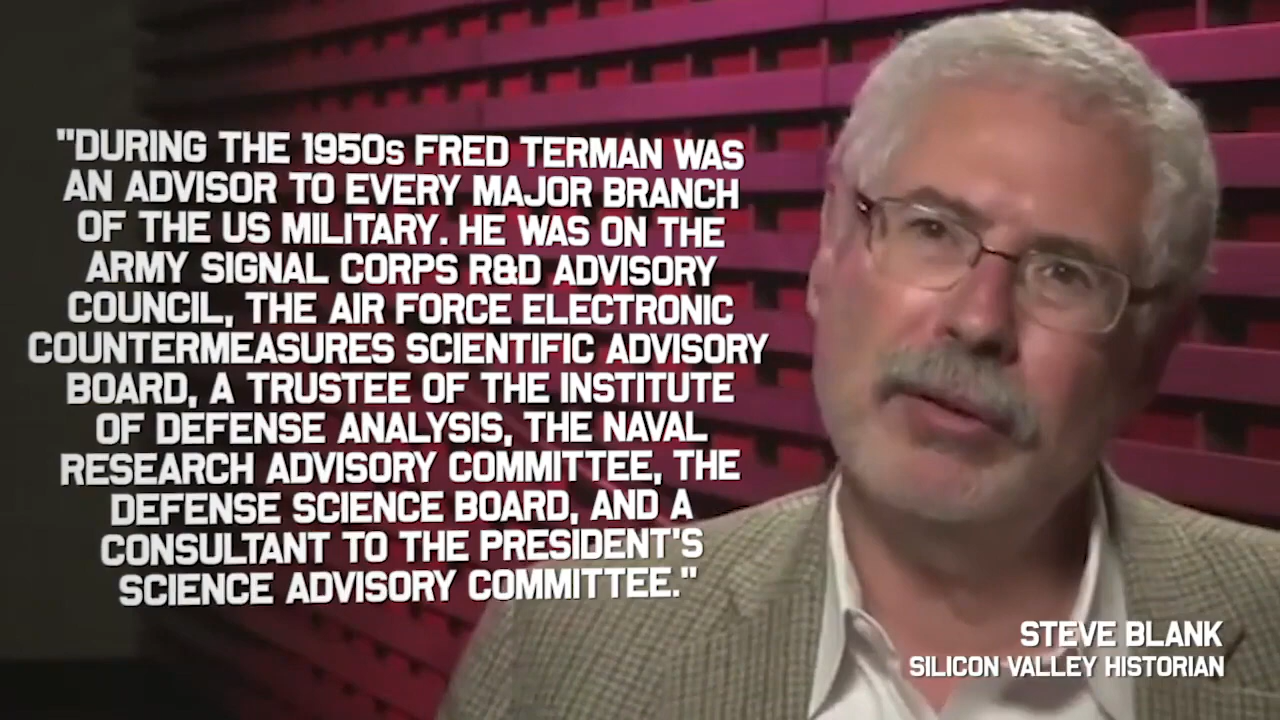 "DURING THE 1950s FRED TERMAN WAS
AN ADVISOR TO EVERY MAJOR BRANCH
OF THE US MILITARY. HE WAS ON THE
ARMY SIGNAL CORPS R&D ADVISORY
COUNCIL, THE AIR FORCE ELECTRONIC
COUNTERMEASURES SCIENTIFIC ADVISORY
BOARD, A TRUSTEE OF THE INSTITUTE
OF DEFENSE ANALYSIS, THE NAVAL
RESEARCH ADVISORY COMMITTEE, THE
DEFENSE SCIENCE BOARD, AND A
CONSULTANT TO THE PRESIDENT'S
SCIENCE ADVISORY COMMITTEE."
STEVE BLANK
SILICON VALLEY HISTORIAN